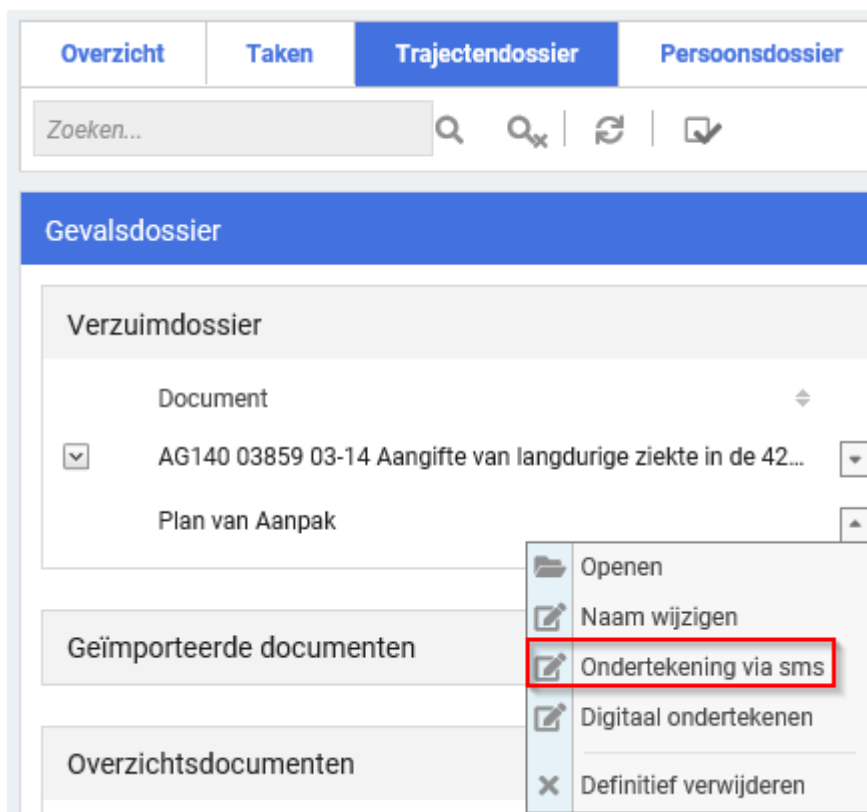 Overzicht Taken Trajectendossier Persoonsdossier
Zoeken...
Gevalsdossier
Verzuimdossier
Document
AG140 03859 03-14 Aangifte van langdurige ziekte in de 42...
Plan van Aanpak
Openen
Naam wijzigen
Geïmporteerde documenten
Ondertekening via sms
Digitaal ondertekenen
Overzichtsdocumenten
Definitief verwijderen